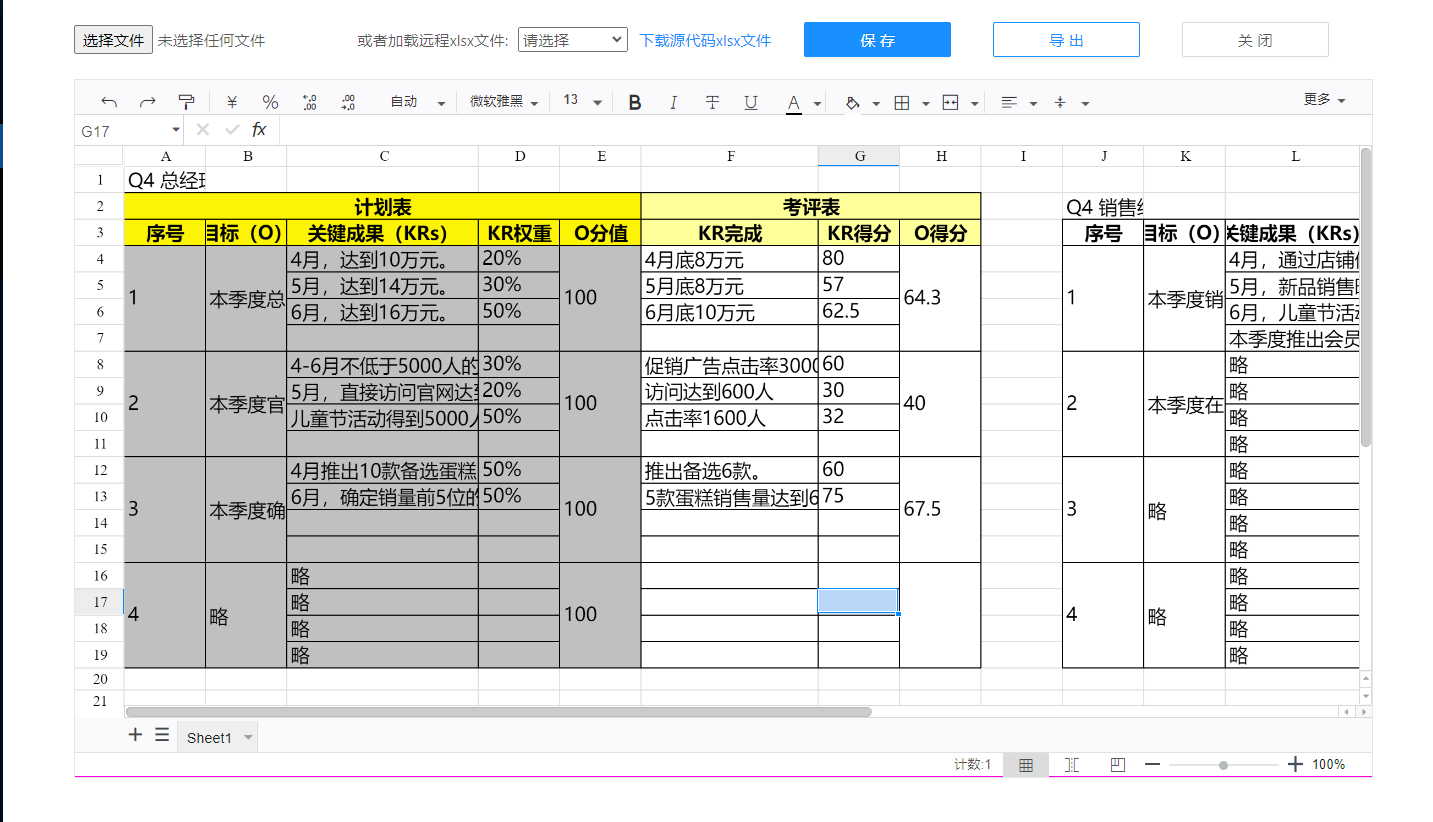 选择文件 未选择任何文件 或者加载远程xlsx文件: 请选择 下载源代码xlsx文件 保 存 导 出 关 闭
¥ % .0 .00 .00 .0 自动 微软雅黑 13 B I T U A 更多
G17 fx
A B C D E F G H I J K L
1 Q4 总经理
2 计划表 考评表 Q4 销售经
3 序号 目标（O） 关键成果（KRs） KR权重 O分值 KR完成 KR得分 O得分 序号 目标（O） 关键成果（KRs）
4 4月，达到10万元。 20% 4月底8万元 80 4月，通过店铺
5 1 本季度总 5月，达到14万元。 30% 100 5月底8万元 57 64.3 1 本季度销 5月，新品销售
6 6月，达到16万元。 50% 6月底10万元 62.5 6月，儿童节活动
7 本季度推出会员
8 4-6月不低于5000人的 30% 促销广告点击率3000 60 略
9 2 本季度官 5月，直接访问官网达到 20% 100 访问达到600人 30 40 2 本季度在 略
10 儿童节活动得到5000人 50% 点击率1600人 32 略
11 略
12 4月推出10款备选蛋糕 50% 推出备选6款。 60 略
13 3 本季度确 6月，确定销量前5位的 50% 100 5款蛋糕销售量达到6 75 67.5 3 略 略
14 略
15 略
16 略 略
17 4 略 略 100 4 略 略
18 略 略
19 略 略
20
21
+ Sheet1
计数:1 100%